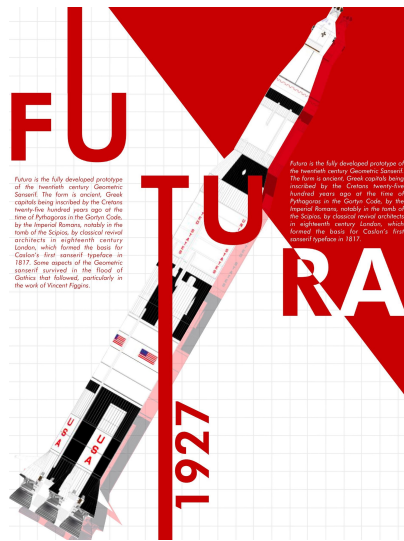 FU
TU
RA
Futura is the fully developed prototype
of the twentieth century Geometric
Sanserif. The form is ancient, Greek
capitals being inscribed by the Cretans
twenty-five hundred years ago at the
time of Pythagoras in the Gortyn Code,
by the Imperial Romans, notably in the
tomb of the Scipios, by classical revival
architects in eighteenth century
London, which formed the basis for
Caslon's first sanserif typeface in
1817. Some aspects of the Geometric
sanserif survived in the flood of
Gothics that followed, particularly in
the work of Vincent Figgins.
Futura is the fully developed prototype of
the twentieth century Geometric Sanserif.
The form is ancient, Greek capitals being
inscribed by the Cretans twenty-five
hundred years ago at the time of
Pythagoras in the Gortyn Code, by the
Imperial Romans, notably in the tomb of
the Scipios, by classical revival architects
in eighteenth century London, which
formed the basis for Caslon's first
sanserif typeface in 1817.
USA
USA
1927